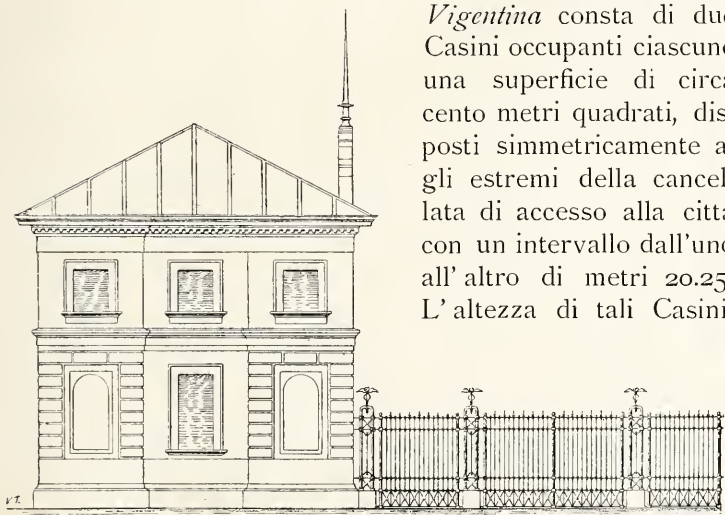 Vigentina consta di due
Casini occupanti ciascuno
una superficie di circa
cento metri quadrati, dis
posti simmetricamente a
gli estremi della cancel
lata di accesso alla città
con un intervallo dall'uno
all' altro di metri 20.25
L' altezza di tali Casini
V T.